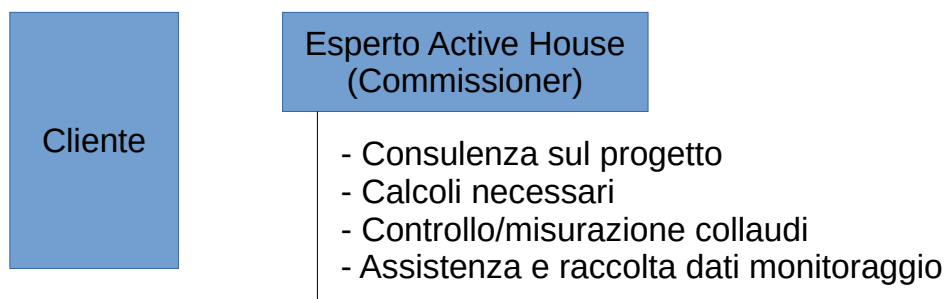 Cliente
Esperto Active House
(Commissioner)
- Consulenza sul progetto
- Calcoli necessari
- Controllo/misurazione collaudi
- Assistenza e raccolta dati monitoraggio